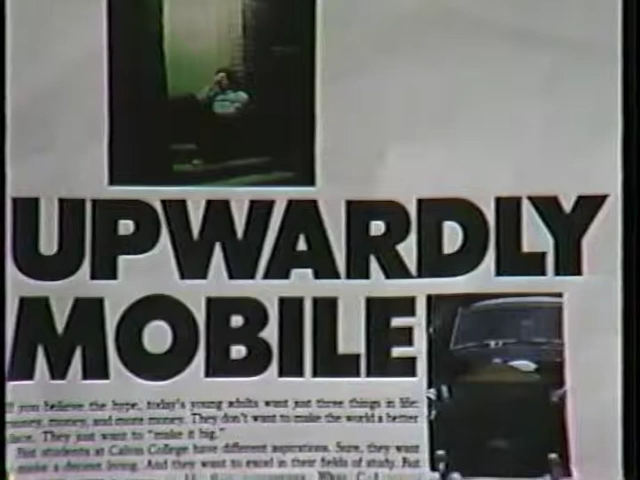 UPWARDLY
MOBILE
If you believe the hype, today's young adults want just three things in life:
money, money, and more money. They don't want to make the world a better
place. They just want to "make it big."
But students at Calvin College have different aspirations. Sure, they want
make a decent living. And they want to excel in their fields of study. But